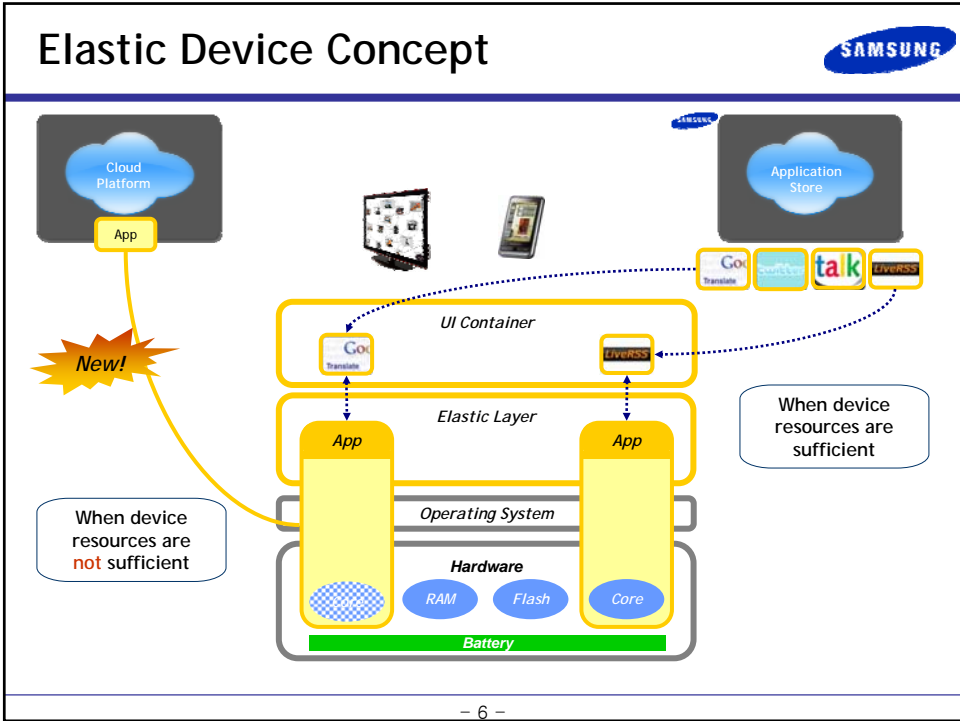 Elastic Device Concept
SAMSUNG
Cloud
Platform
App
SAMSUNG
Application
Store
Goo
Translate
twitter
talk
LiveRSS
UI Container
Goo
Translate
LiveRSS
New!
Elastic Layer
App
App
When device
resources are
sufficient
When device
resources are
not sufficient
Operating System
Hardware
Core
RAM
Flash
Core
Battery
- 6 -